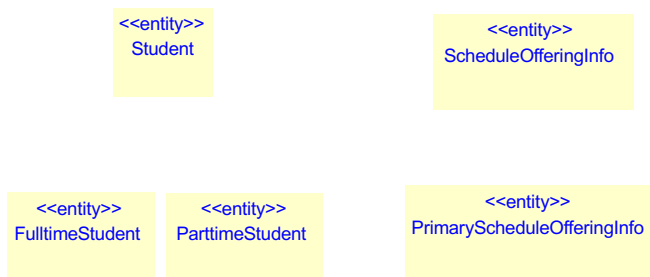 <<entity>>
Student
<<entity>>
ScheduleOfferingInfo
<<entity>>
FulltimeStudent
<<entity>>
ParttimeStudent
<<entity>>
PrimaryScheduleOfferingInfo